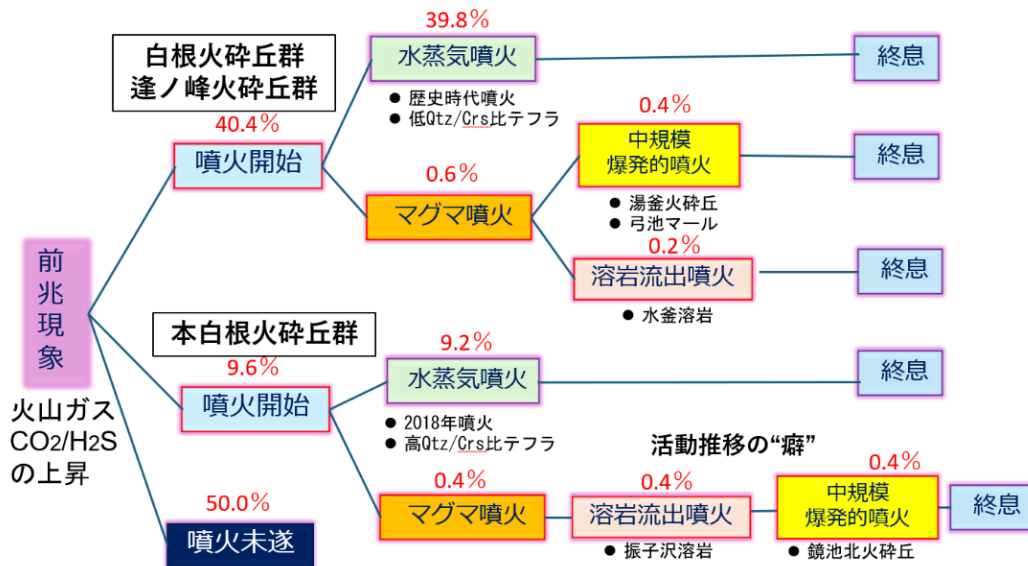 39.8%
白根火砕丘群
逢ノ峰火砕丘群
水蒸気噴火
終息
● 歴史時代噴火
● 低Qtz/Crs比テフラ
40.4%
噴火開始
0.4%
中規模
爆発的噴火
終息
0.6%
マグマ噴火
● 湯釜火砕丘
● 弓池マール
0.2%
溶岩流出噴火
終息
● 水釜溶岩
前
兆
現
象
火山ガス
CO2/H2S
の上昇
本白根火砕丘群
9.6%
噴火開始
9.2%
水蒸気噴火
終息
● 2018年噴火
● 高Qtz/Crs比テフラ
活動推移の“癖”
0.4%
マグマ噴火
0.4%
溶岩流出噴火
● 振子沢溶岩
0.4%
中規模
爆発的噴火
● 鏡池北火砕丘
終息
50.0%
噴火未遂